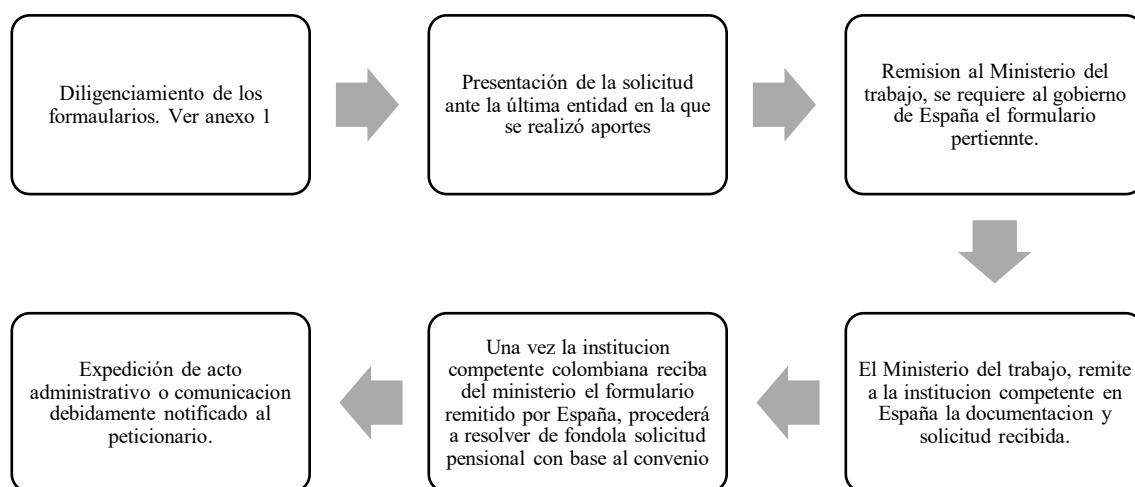 Diligenciamiento de los
formaularios. Ver anexo 1
Presentación de la solicitud
ante la última entidad en la que
se realizó aportes
Remision al Ministerio del
trabajo, se requiere al gobierno
de España el formulario
pertiennte.
El Ministerio del trabajo, remite
a la institucion competente en
España la documentacion y
solicitud recibida.
Una vez la institucion
competente colombiana reciba
del ministerio el formulario
remitido por España, procederá
a resolver de fondola solicitud
pensional con base al convenio
Expedición de acto
administrativo o comunicacion
debidamente notificado al
peticionario.